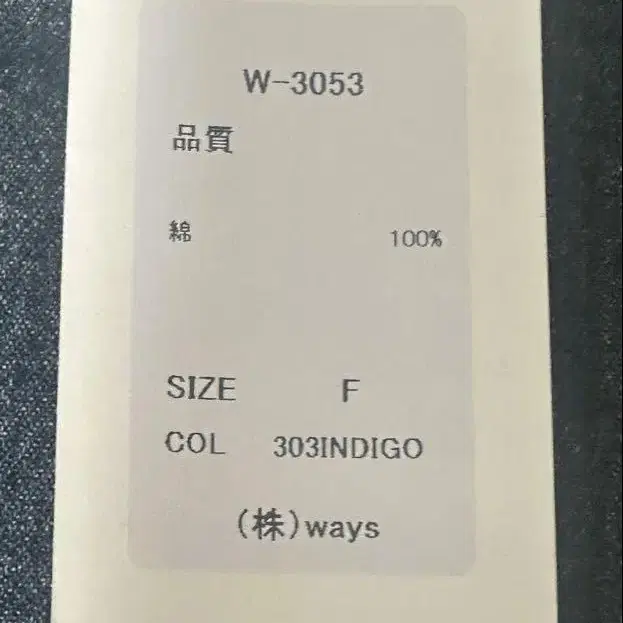 W-3053
品質
綿 100%
SIZE F
COL 303INDIGO
(株)ways